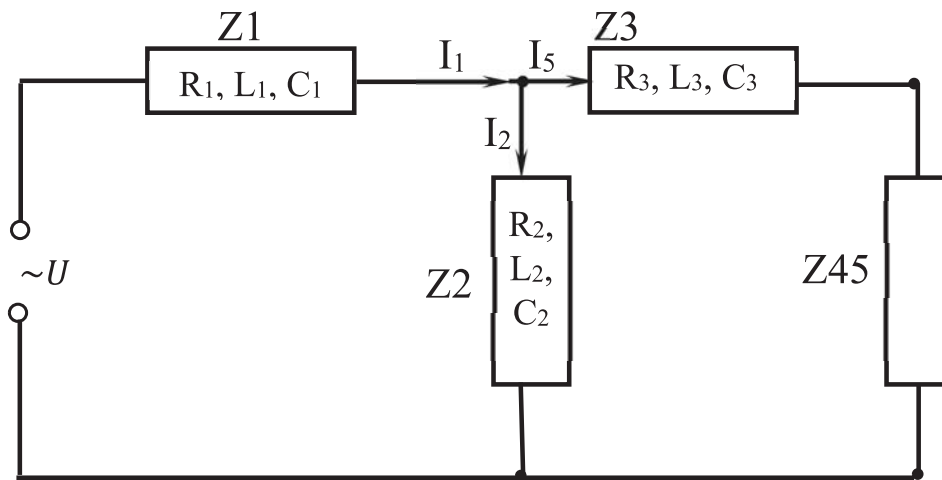 Z1
Z3
R₁, L₁, C₁
I₁
I₅
R₃, L₃, C₃
I₂
R₂,
L₂,
C₂
Z2
Z45
~U